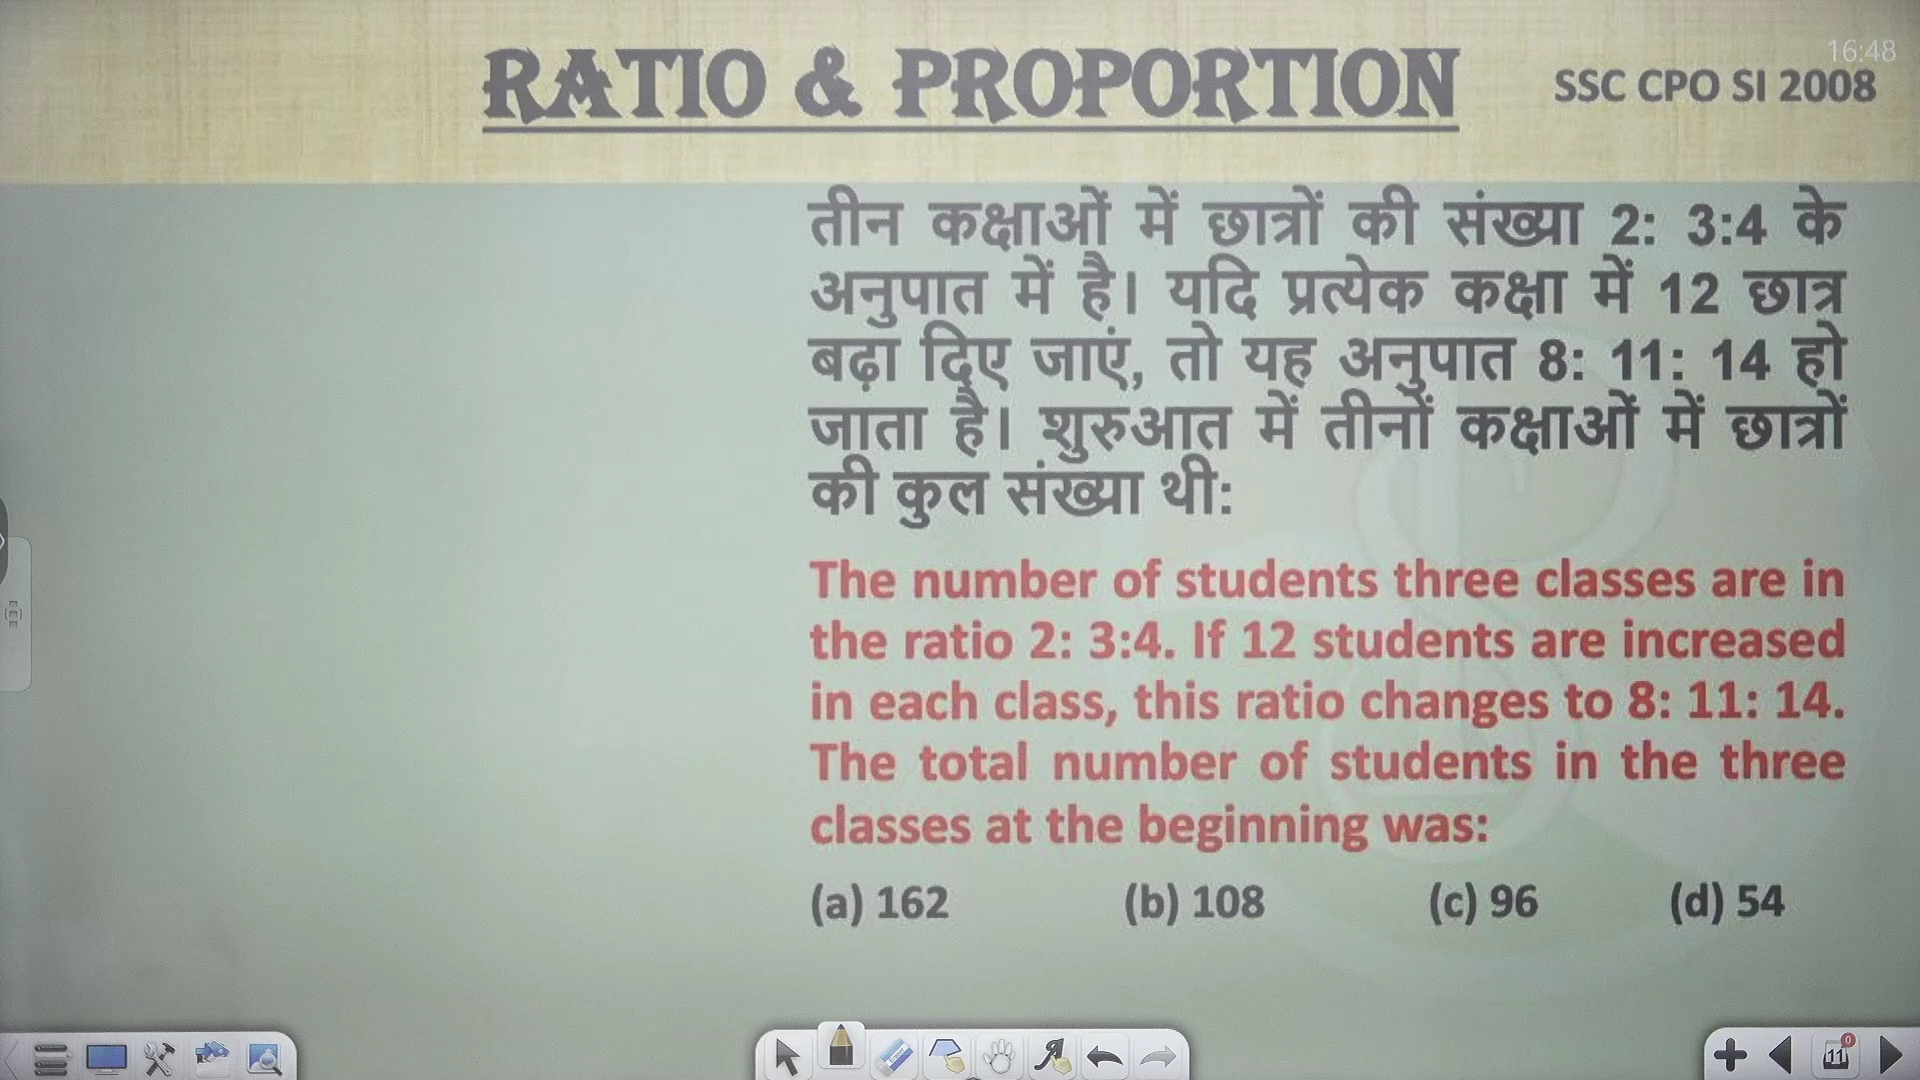 RATIO & PROPORTION
16:48
SSC CPO SI 2008
तीन कक्षाओं में छात्रों की संख्या 2: 3:4 के
अनुपात में है। यदि प्रत्येक कक्षा में 12 छात्र
बढ़ा दिए जाएं, तो यह अनुपात 8: 11: 14 हो
जाता है। शुरुआत में तीनों कक्षाओं में छात्रों
की कुल संख्या थी:
The number of students three classes are in
the ratio 2: 3:4. If 12 students are increased
in each class, this ratio changes to 8: 11: 14.
The total number of students in the three
classes at the beginning was:
(a) 162 (b) 108 (c) 96 (d) 54
11 0